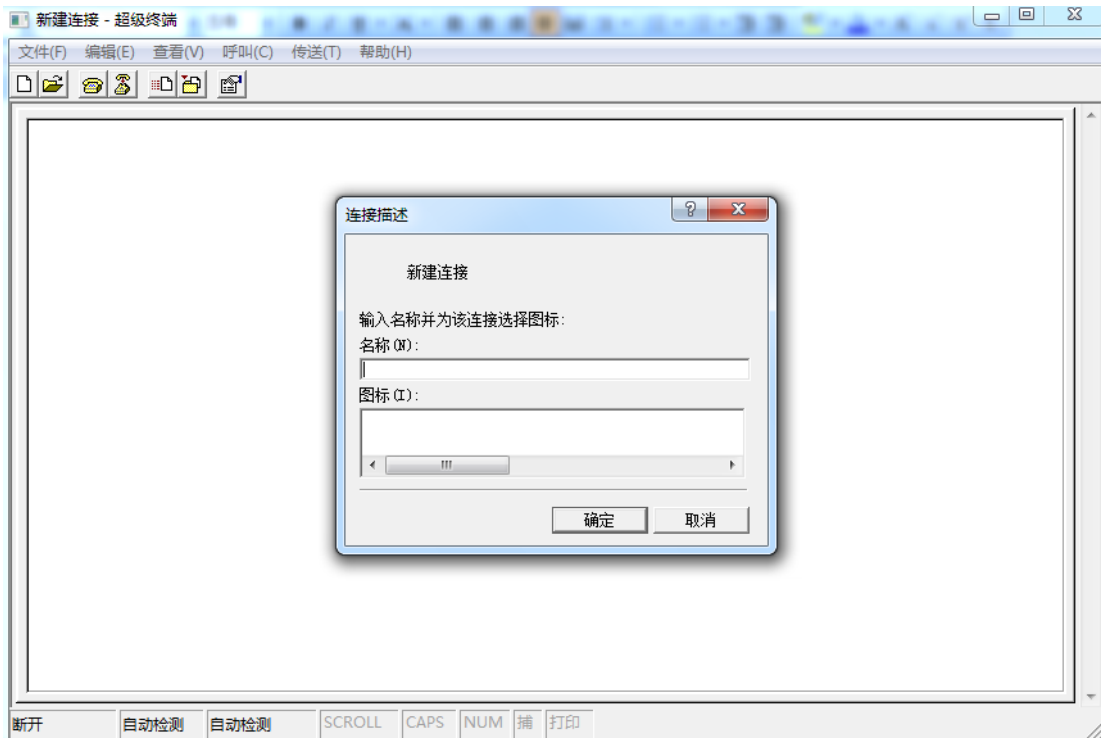 新建连接 - 超级终端
文件(F) 编辑(E) 查看(V) 呼叫(C) 传送(T) 帮助(H)
连接描述
新建连接
输入名称并为该连接选择图标:
名称(N):
图标(I):
确定 取消
断开 自动检测 自动检测 SCROLL CAPS NUM 捕 打印